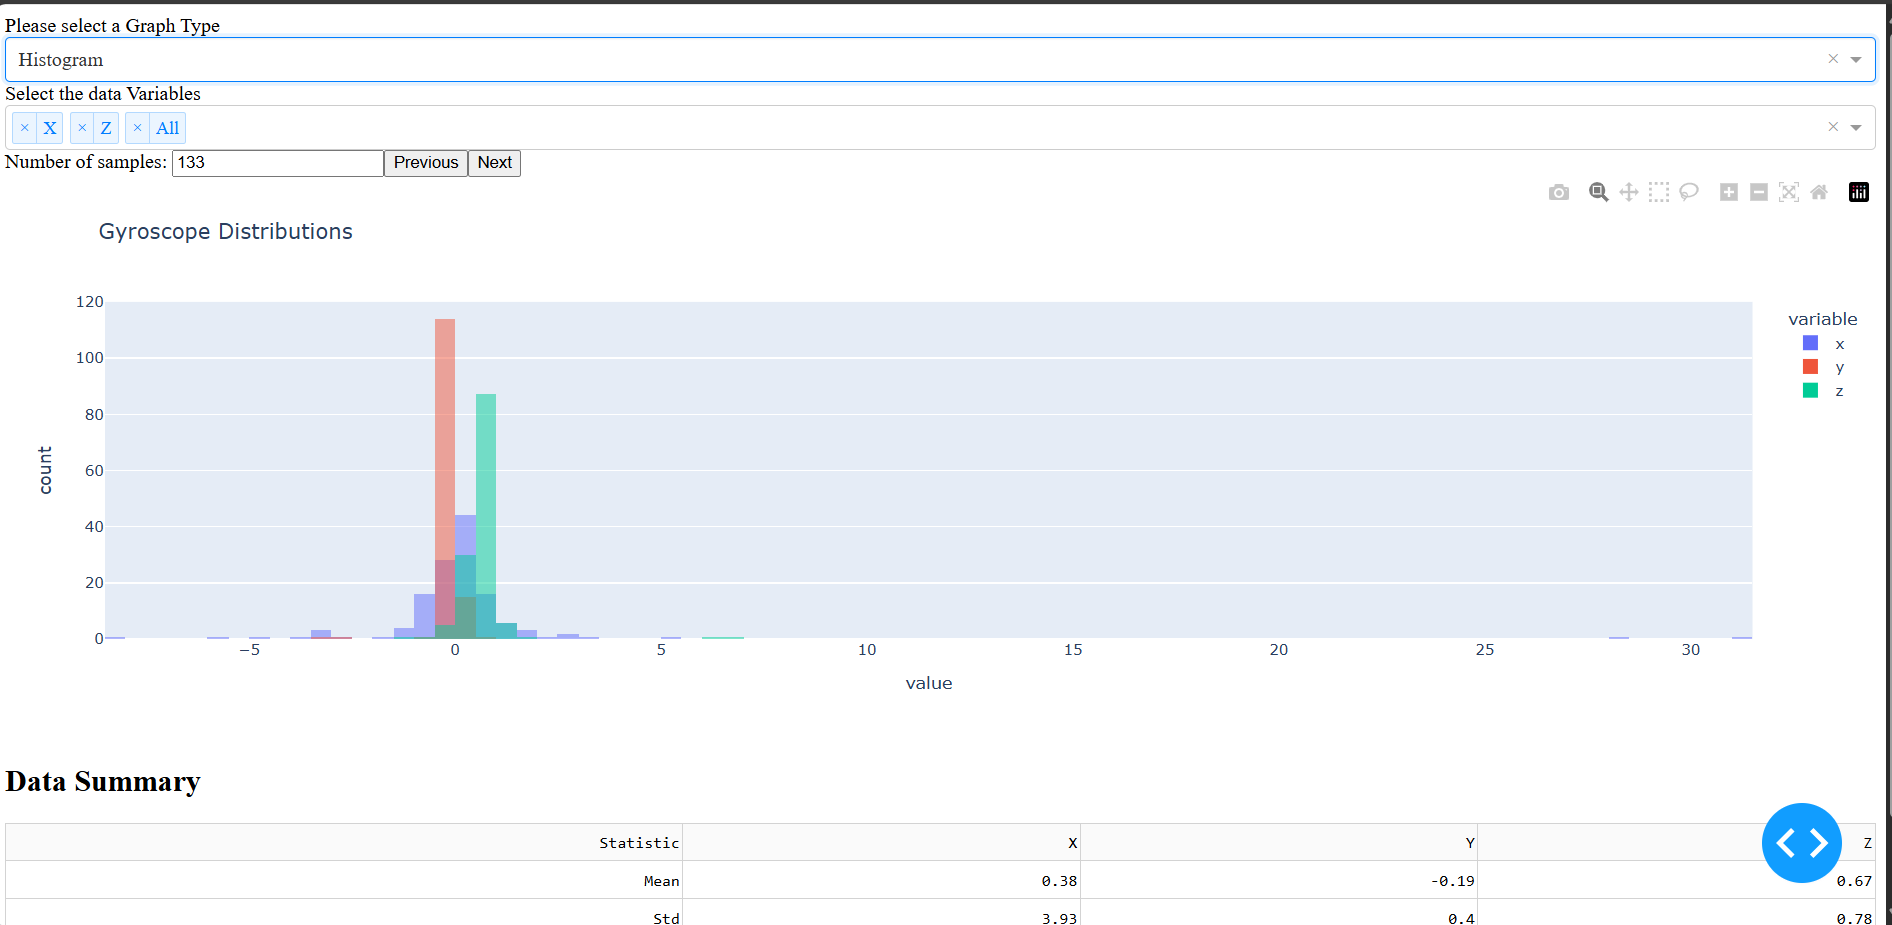 Please select a Graph Type
Histogram × 
Select the data Variables
× X × Z × All ×
Number of samples: 133 Previous Next
Gyroscope Distributions
120
100
80
60
40
20
0
count
−5 0 5 10 15 20 25 30
value
variable
x
y
z
Data Summary
Statistic X Y Z
Mean 0.38 -0.19 0.67
Std 3.93 0.4 0.78